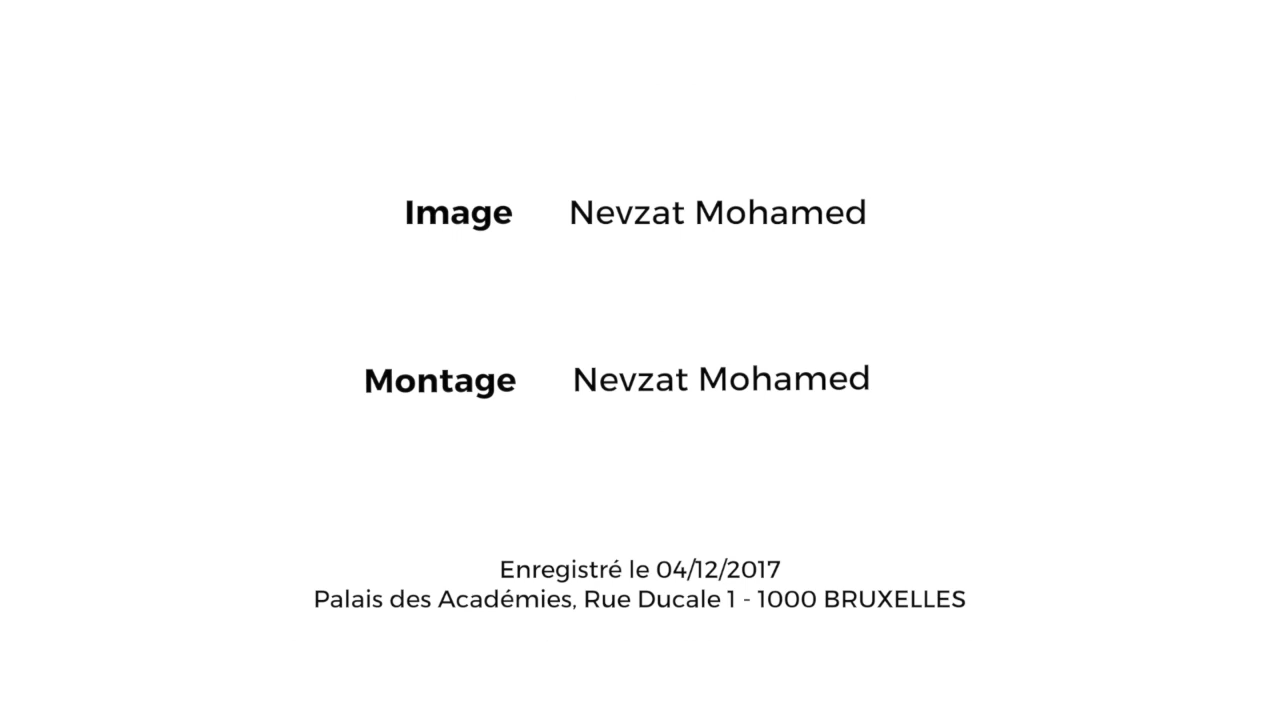 Image Nevzat Mohamed
Montage Nevzat Mohamed
Enregistré le 04/12/2017
Palais des Académies, Rue Ducale 1 - 1000 BRUXELLES